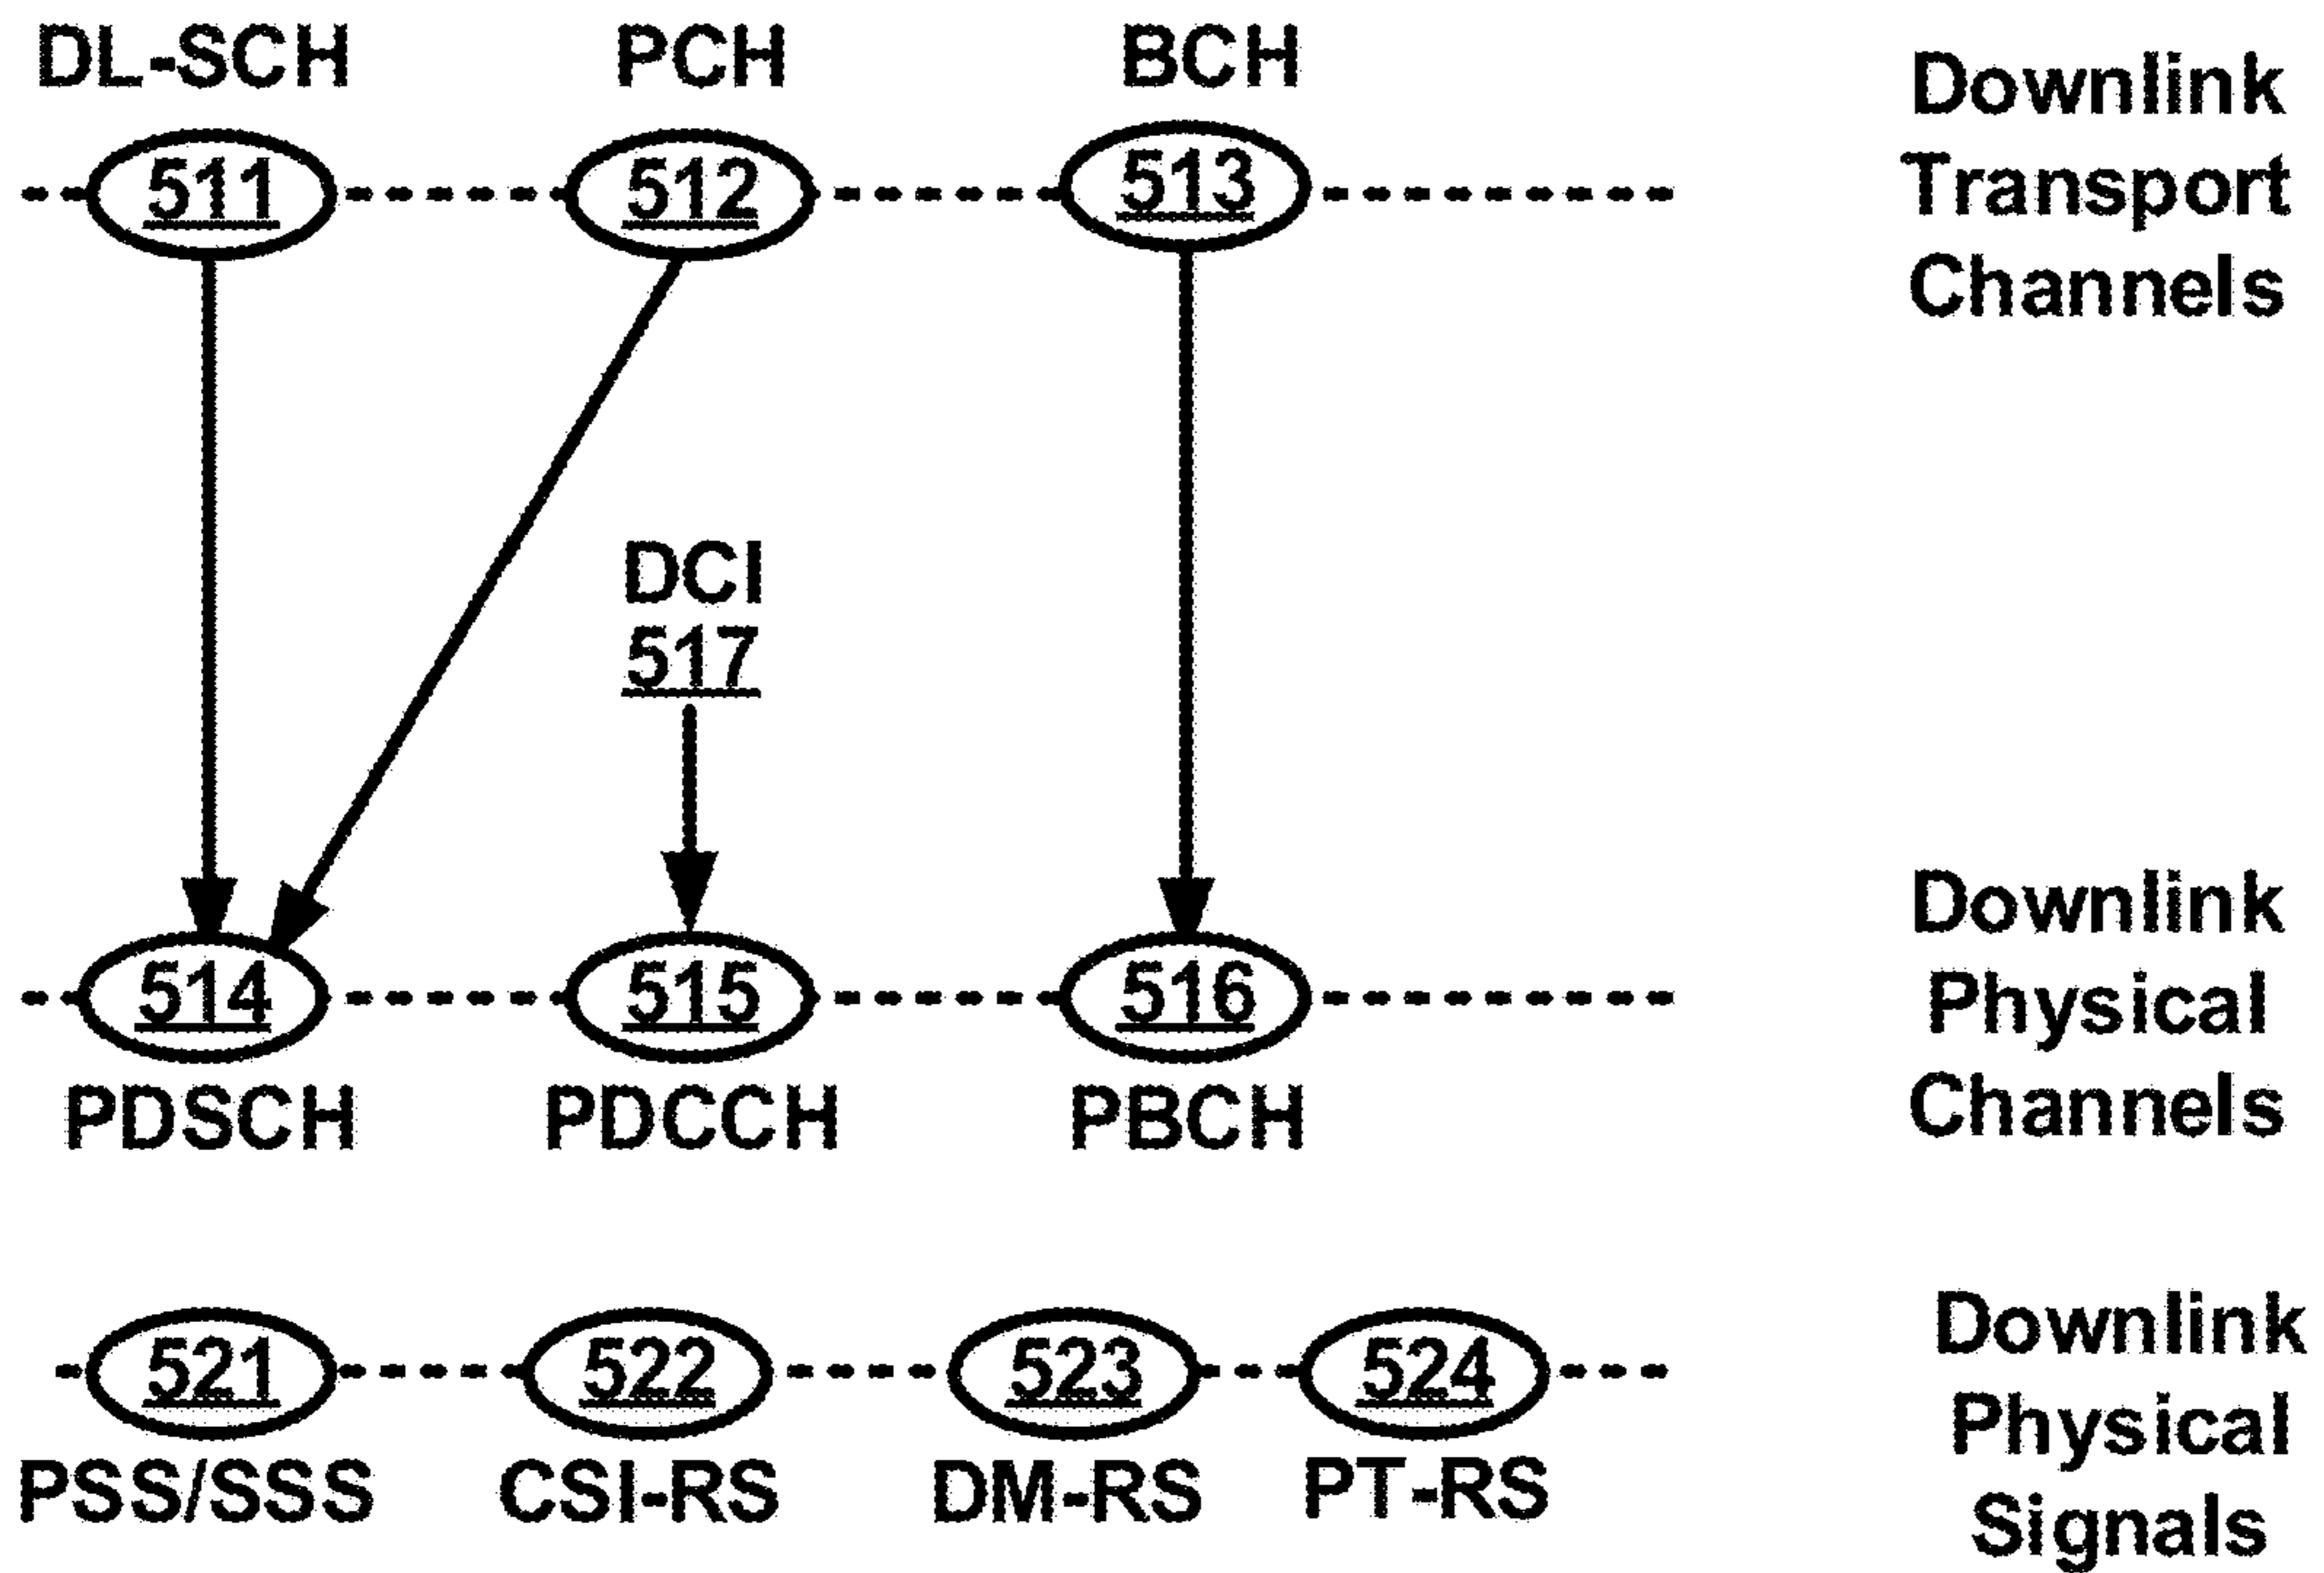 DL-SCH PCH BCH
Downlink
Transport
Channels
511 512 513
DCI
517
Downlink
Physical
Channels
514 515 516
PDSCH PDCCH PBCH
Downlink
Physical
Signals
521 522 523 524
PSS/SSS CSI-RS DM-RS PT-RS